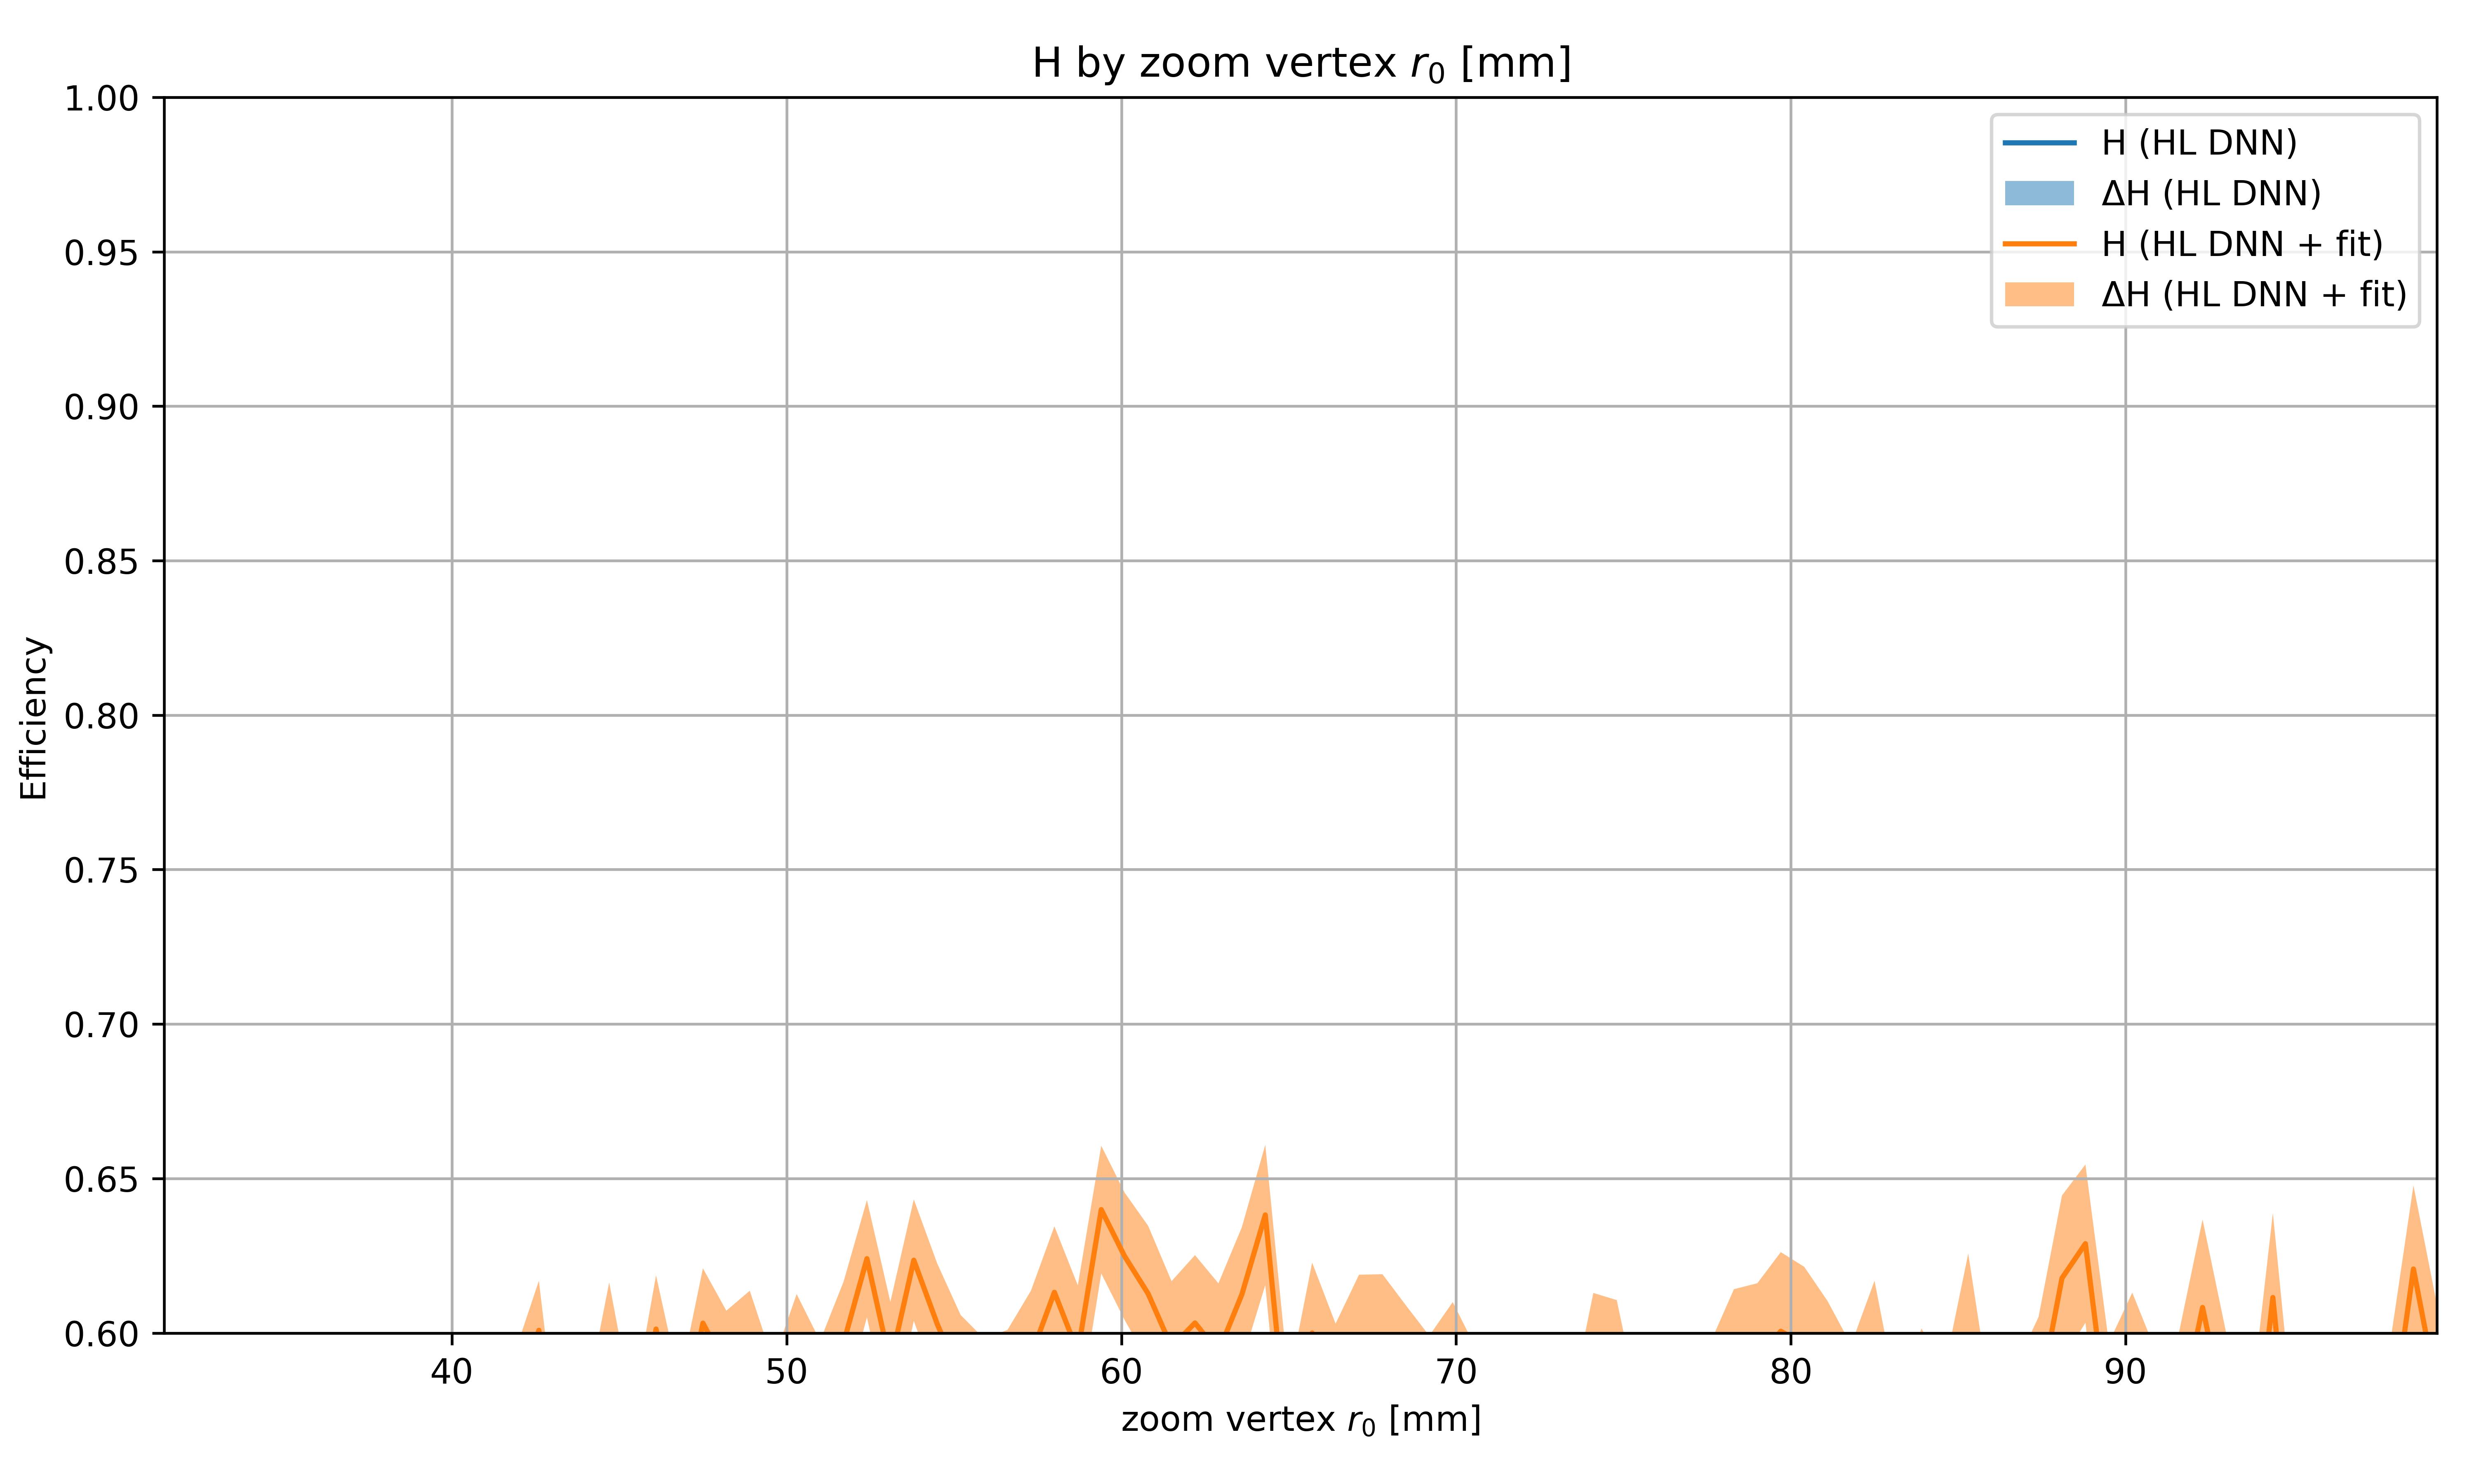 H by zoom vertex r₀ [mm]
1.00
0.95
0.90
0.85
0.80
0.75
0.70
0.65
0.60
Efficiency
H (HL DNN)
ΔH (HL DNN)
H (HL DNN + fit)
ΔH (HL DNN + fit)
40 50 60 70 80 90
zoom vertex r₀ [mm]